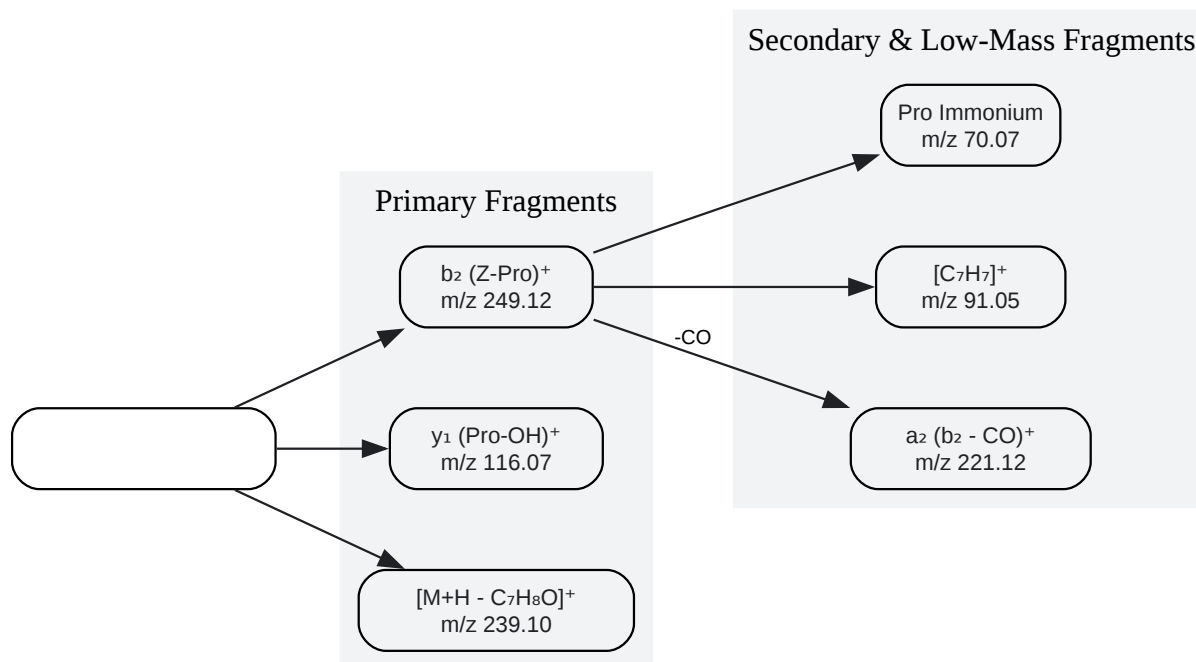 Secondary & Low-Mass Fragments
Pro Immonium
m/z 70.07
Primary Fragments
b₂ (Z-Pro)⁺
m/z 249.12
[C₇H₇]⁺
m/z 91.05
-CO
y₁ (Pro-OH)⁺
m/z 116.07
a₂ (b₂ - CO)⁺
m/z 221.12
[M+H - C₇H₈O]⁺
m/z 239.10